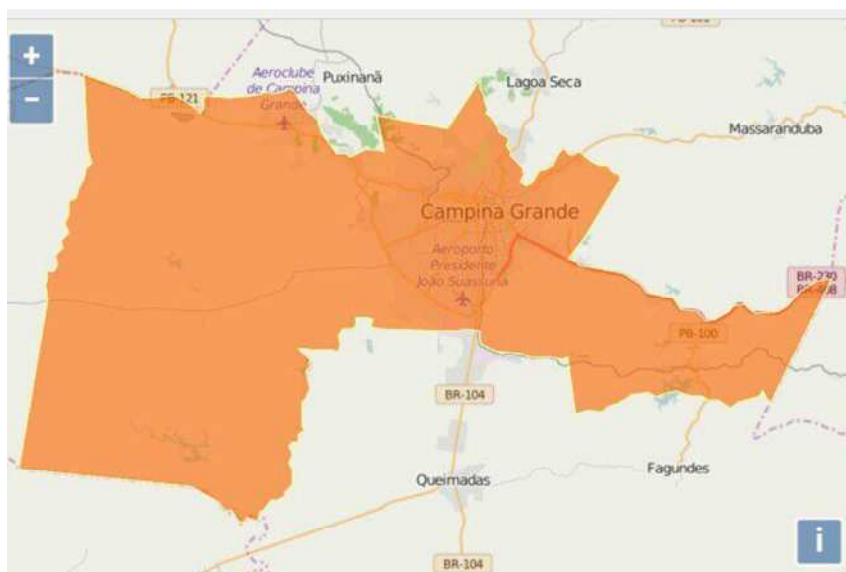 +
−
Aeroclube
de Campina
Grande
Puxinanã
Lagoa Seca
PB-121
Massaranduba
Campina Grande
Aeroporto
Presidente
João Suassuna
BR-230
PB-100
BR-104
Fagundes
Queimadas
BR-104
i